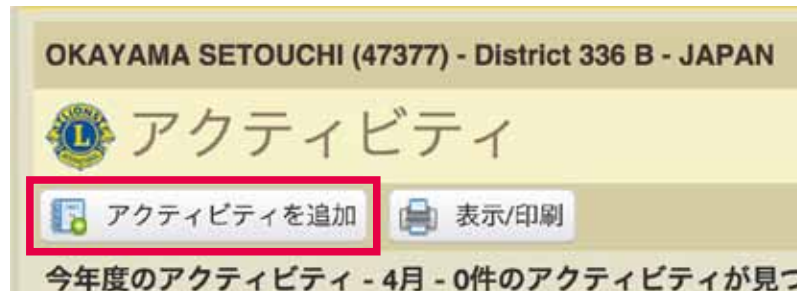 OKAYAMA SETOUCHI (47377) - District 336 B - JAPAN
アクティビティ
アクティビティを追加 表示/印刷
今年度のアクティビティ - 4月 - 0件のアクティビティが見つ